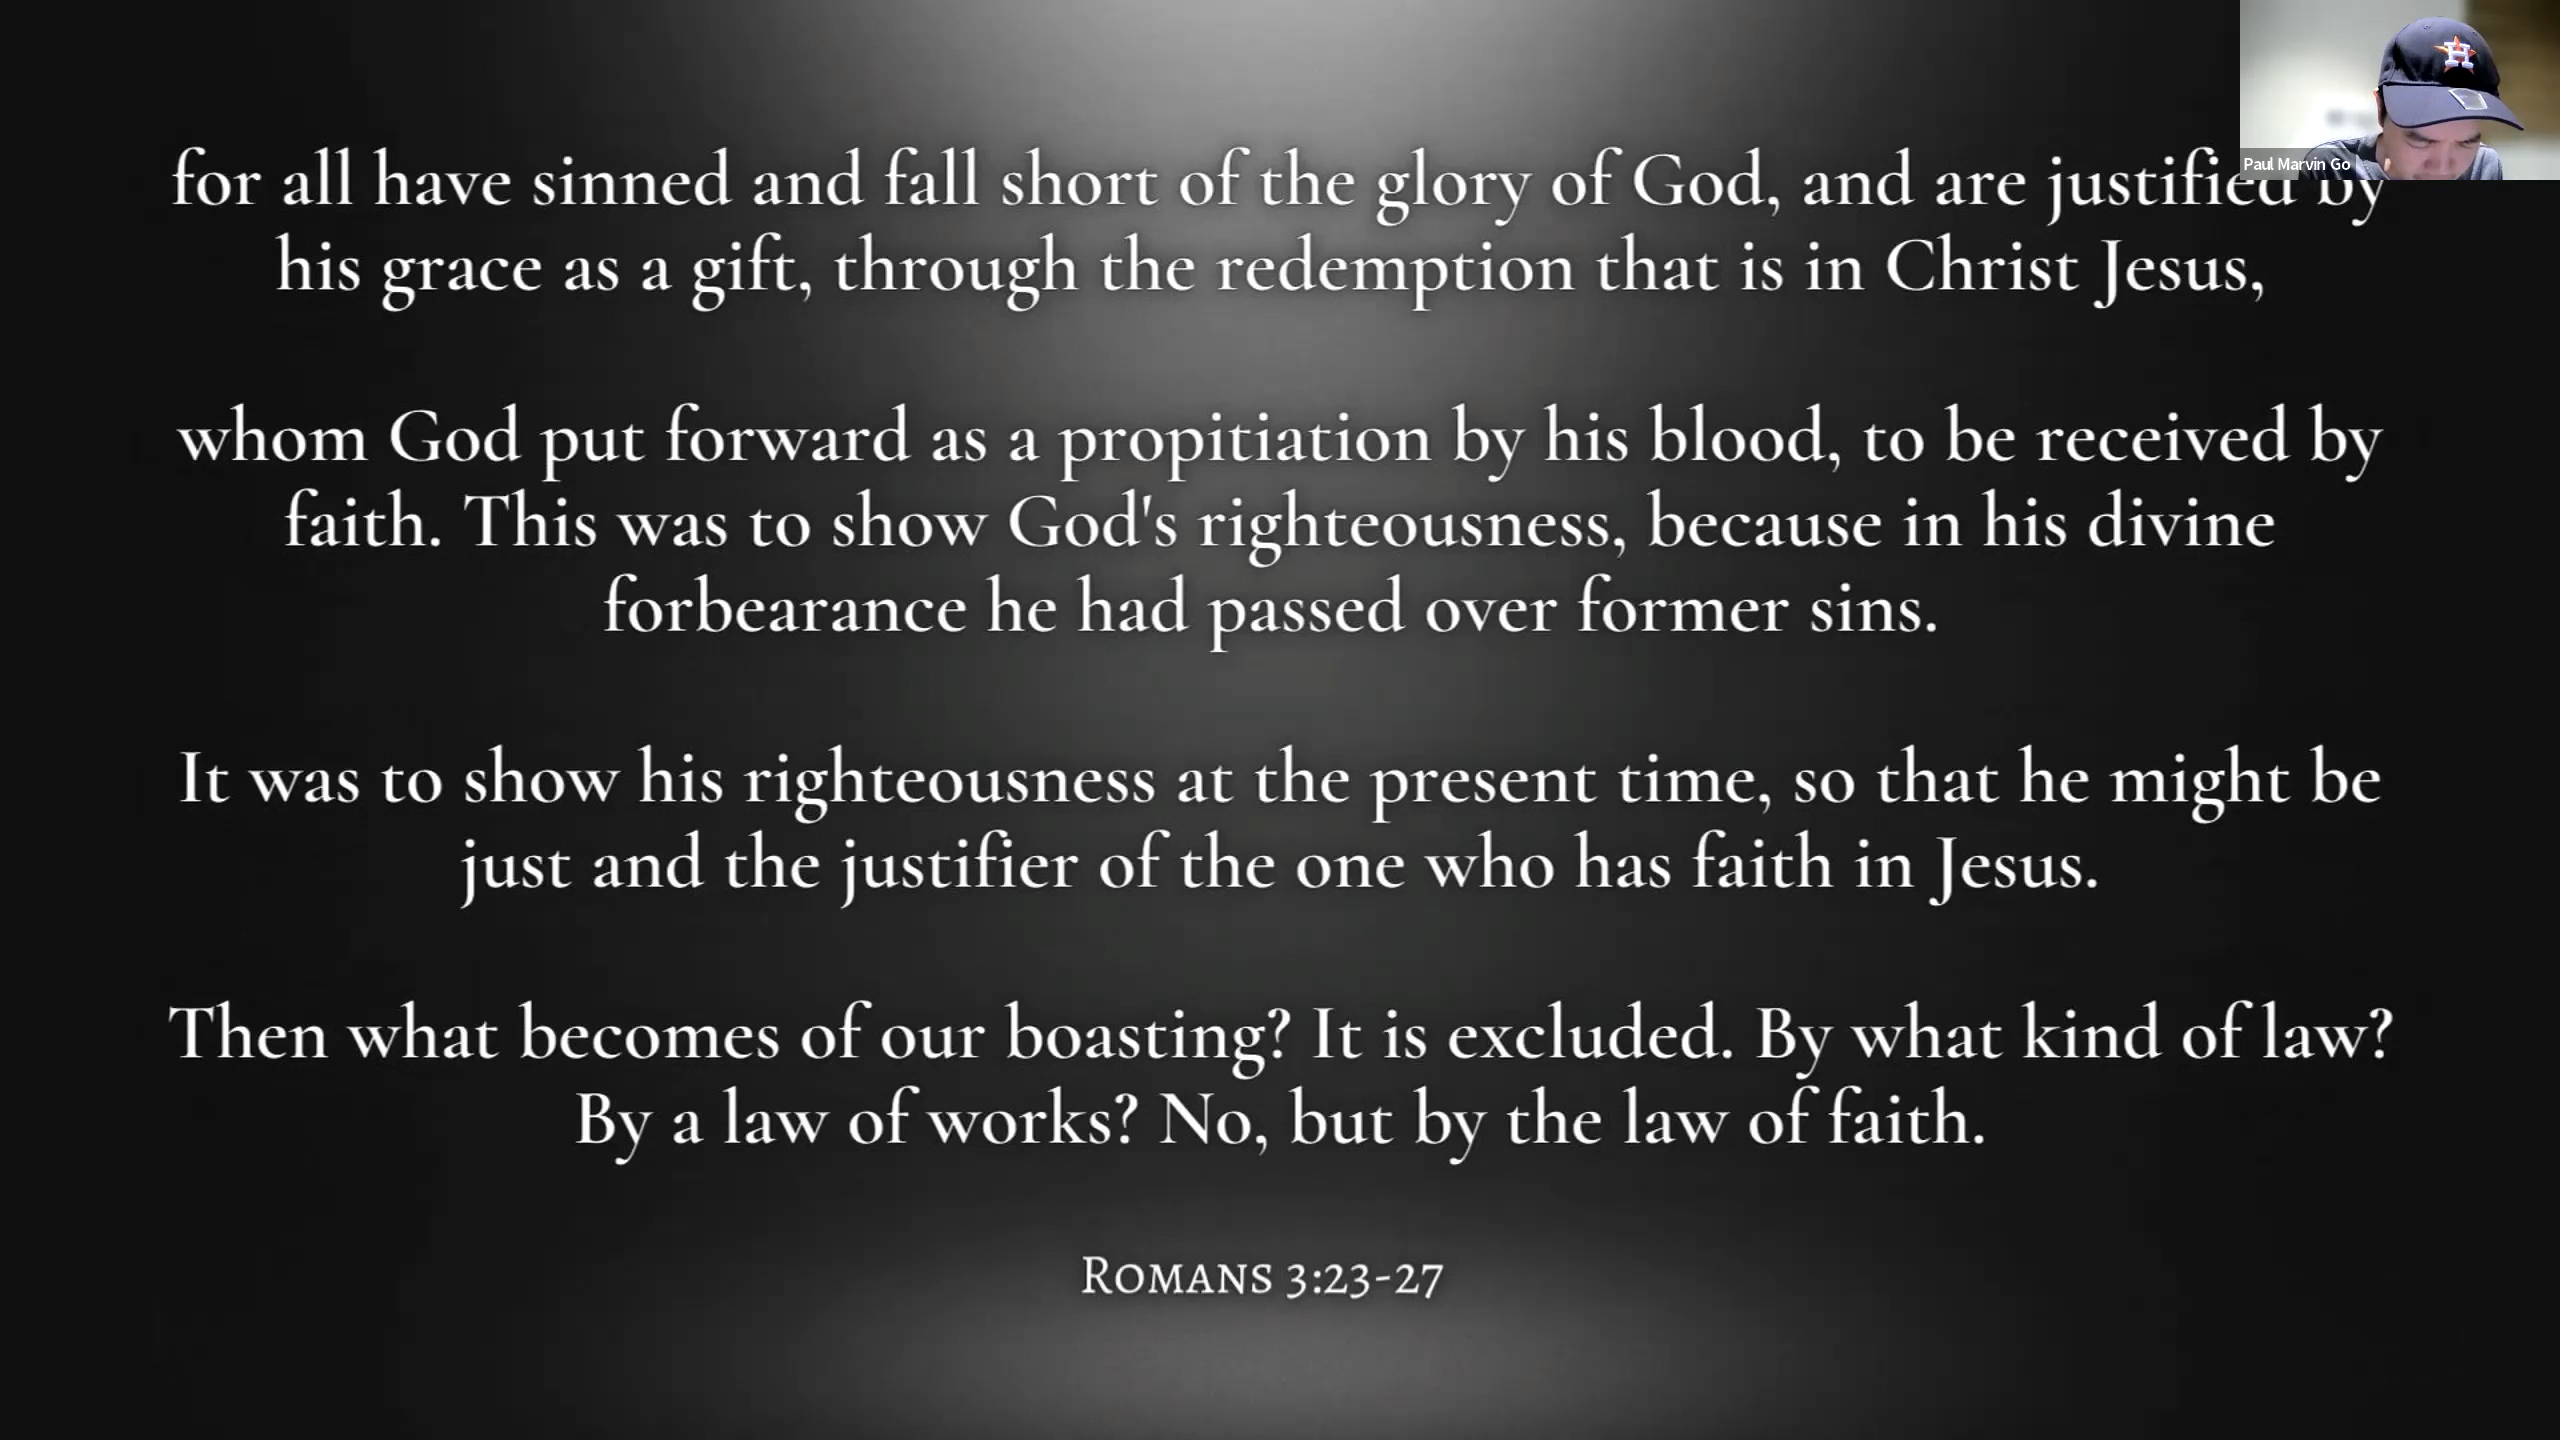 for all have sinned and fall short of the glory of God, and are justified by
his grace as a gift, through the redemption that is in Christ Jesus,
whom God put forward as a propitiation by his blood, to be received by
faith. This was to show God's righteousness, because in his divine
forbearance he had passed over former sins.
It was to show his righteousness at the present time, so that he might be
just and the justifier of the one who has faith in Jesus.
Then what becomes of our boasting? It is excluded. By what kind of law?
By a law of works? No, but by the law of faith.
ROMANS 3:23-27
H
Paul Marvin Go